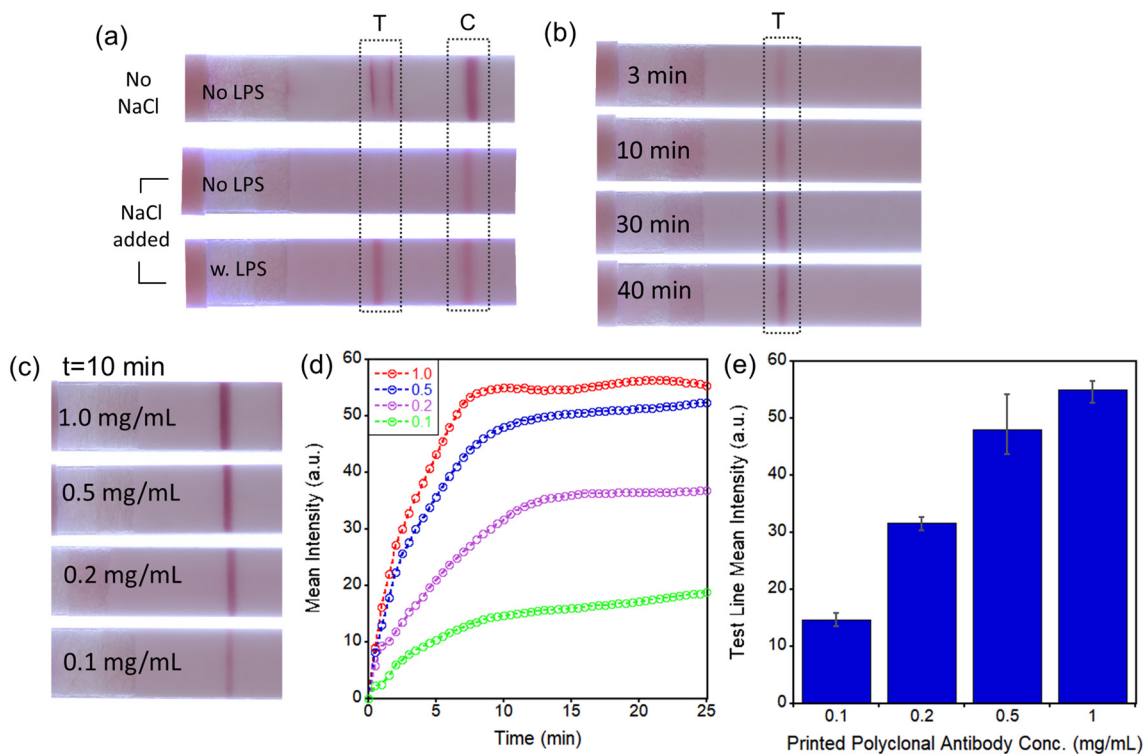 (a)
T
C
No
NaCl
No LPS
NaCl
added
No LPS
w. LPS
(b)
T
3 min
10 min
30 min
40 min
(c)
t=10 min
1.0 mg/mL
0.5 mg/mL
0.2 mg/mL
0.1 mg/mL
(d)
60
50
40
30
20
10
0
Mean Intensity (a.u.)
1.0
0.5
0.2
0.1
0 5 10 15 20 25
Time (min)
(e)
60
50
40
30
20
10
0
Test Line Mean Intensity (a.u.)
0.1 0.2 0.5 1
Printed Polyclonal Antibody Conc. (mg/mL)